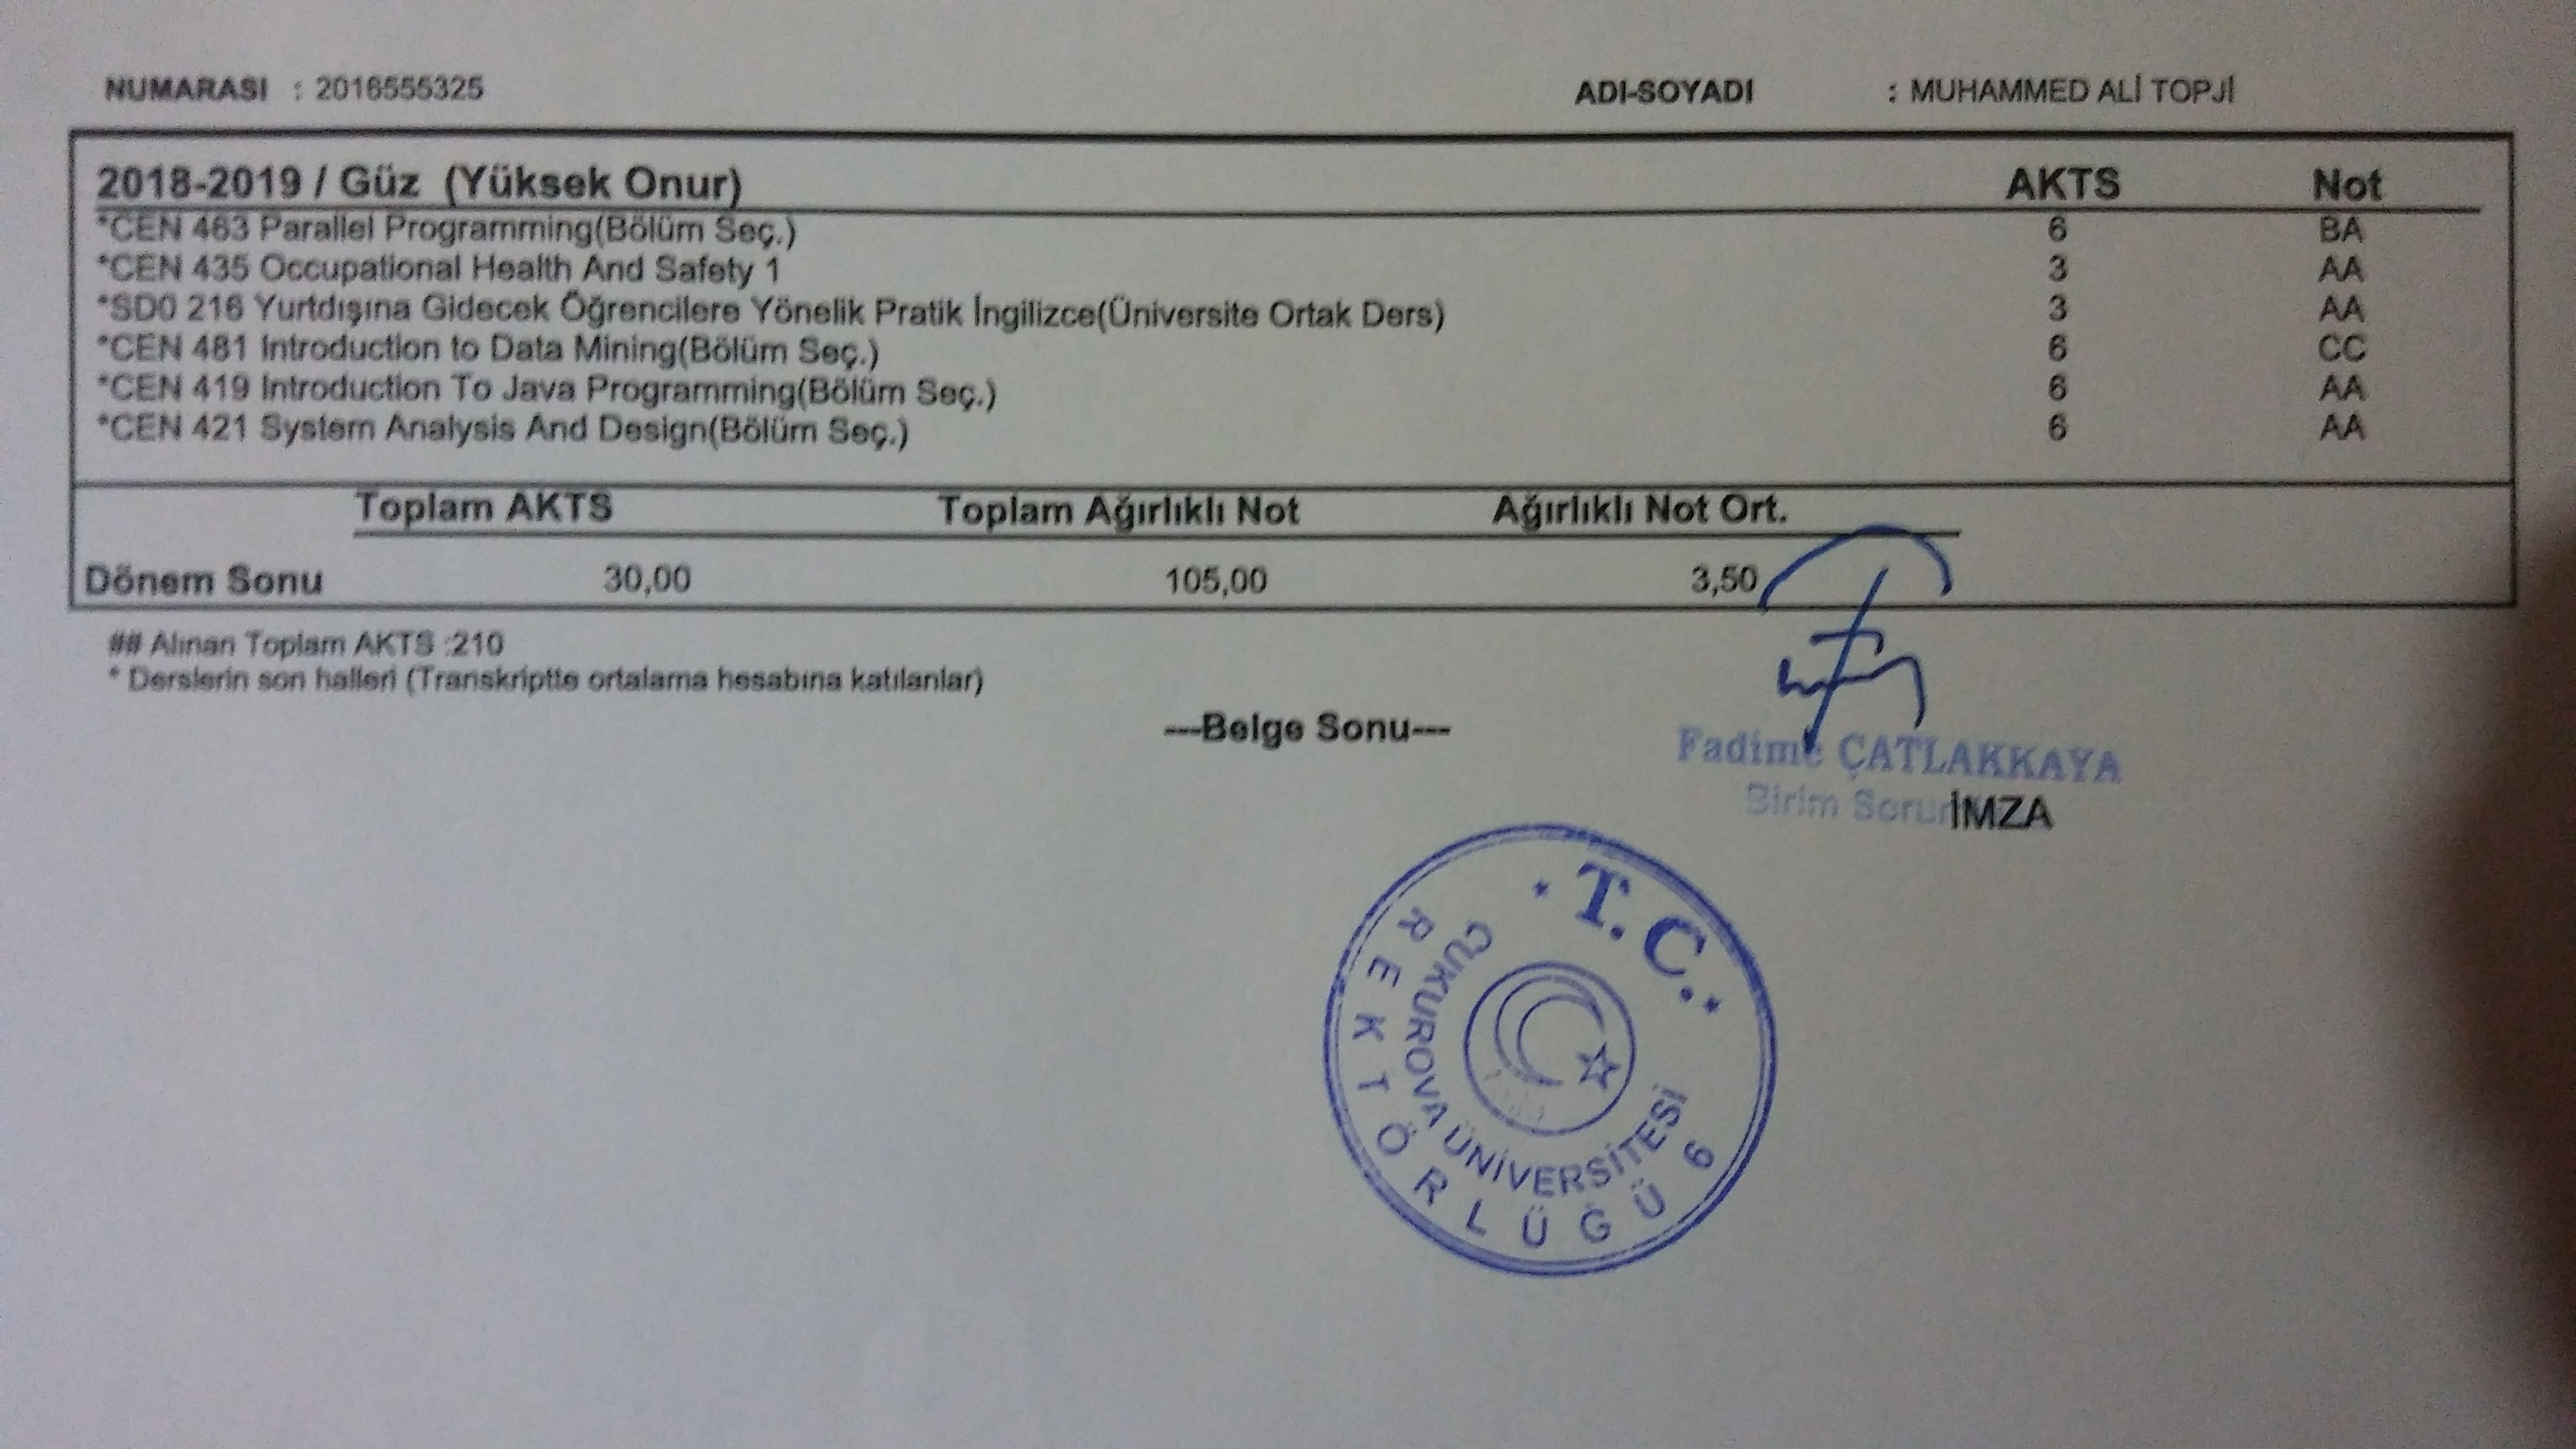 NUMARASI : 2016555325 ADI-SOYADI : MUHAMMED ALİ TOPJİ
2018-2019 / Güz (Yüksek Onur) AKTS Not
*CEN 463 Parallel Programming(Bölüm Seç.) 6 BA
*CEN 435 Occupational Health And Safety 1 3 AA
*SD0 216 Yurtdışına Gidecek Öğrencilere Yönelik Pratik İngilizce(Üniversite Ortak Ders) 3 AA
*CEN 481 Introduction to Data Mining(Bölüm Seç.) 6 CC
*CEN 419 Introduction To Java Programming(Bölüm Seç.) 6 AA
*CEN 421 System Analysis And Design(Bölüm Seç.) 6 AA
Toplam AKTS Toplam Ağırlıklı Not Ağırlıklı Not Ort.
Dönem Sonu 30,00 105,00 3,50
## Alınan Toplam AKTS :210
* Derslerin son halleri (Transkriptte ortalama hesabına katılanlar)
---Belge Sonu---
Fadime ÇATLAKKAYA
Birim Soru İMZA
* T.C. *
ÇUKUROVA ÜNİVERSİTESİ
REKTÖRLÜĞÜ
9